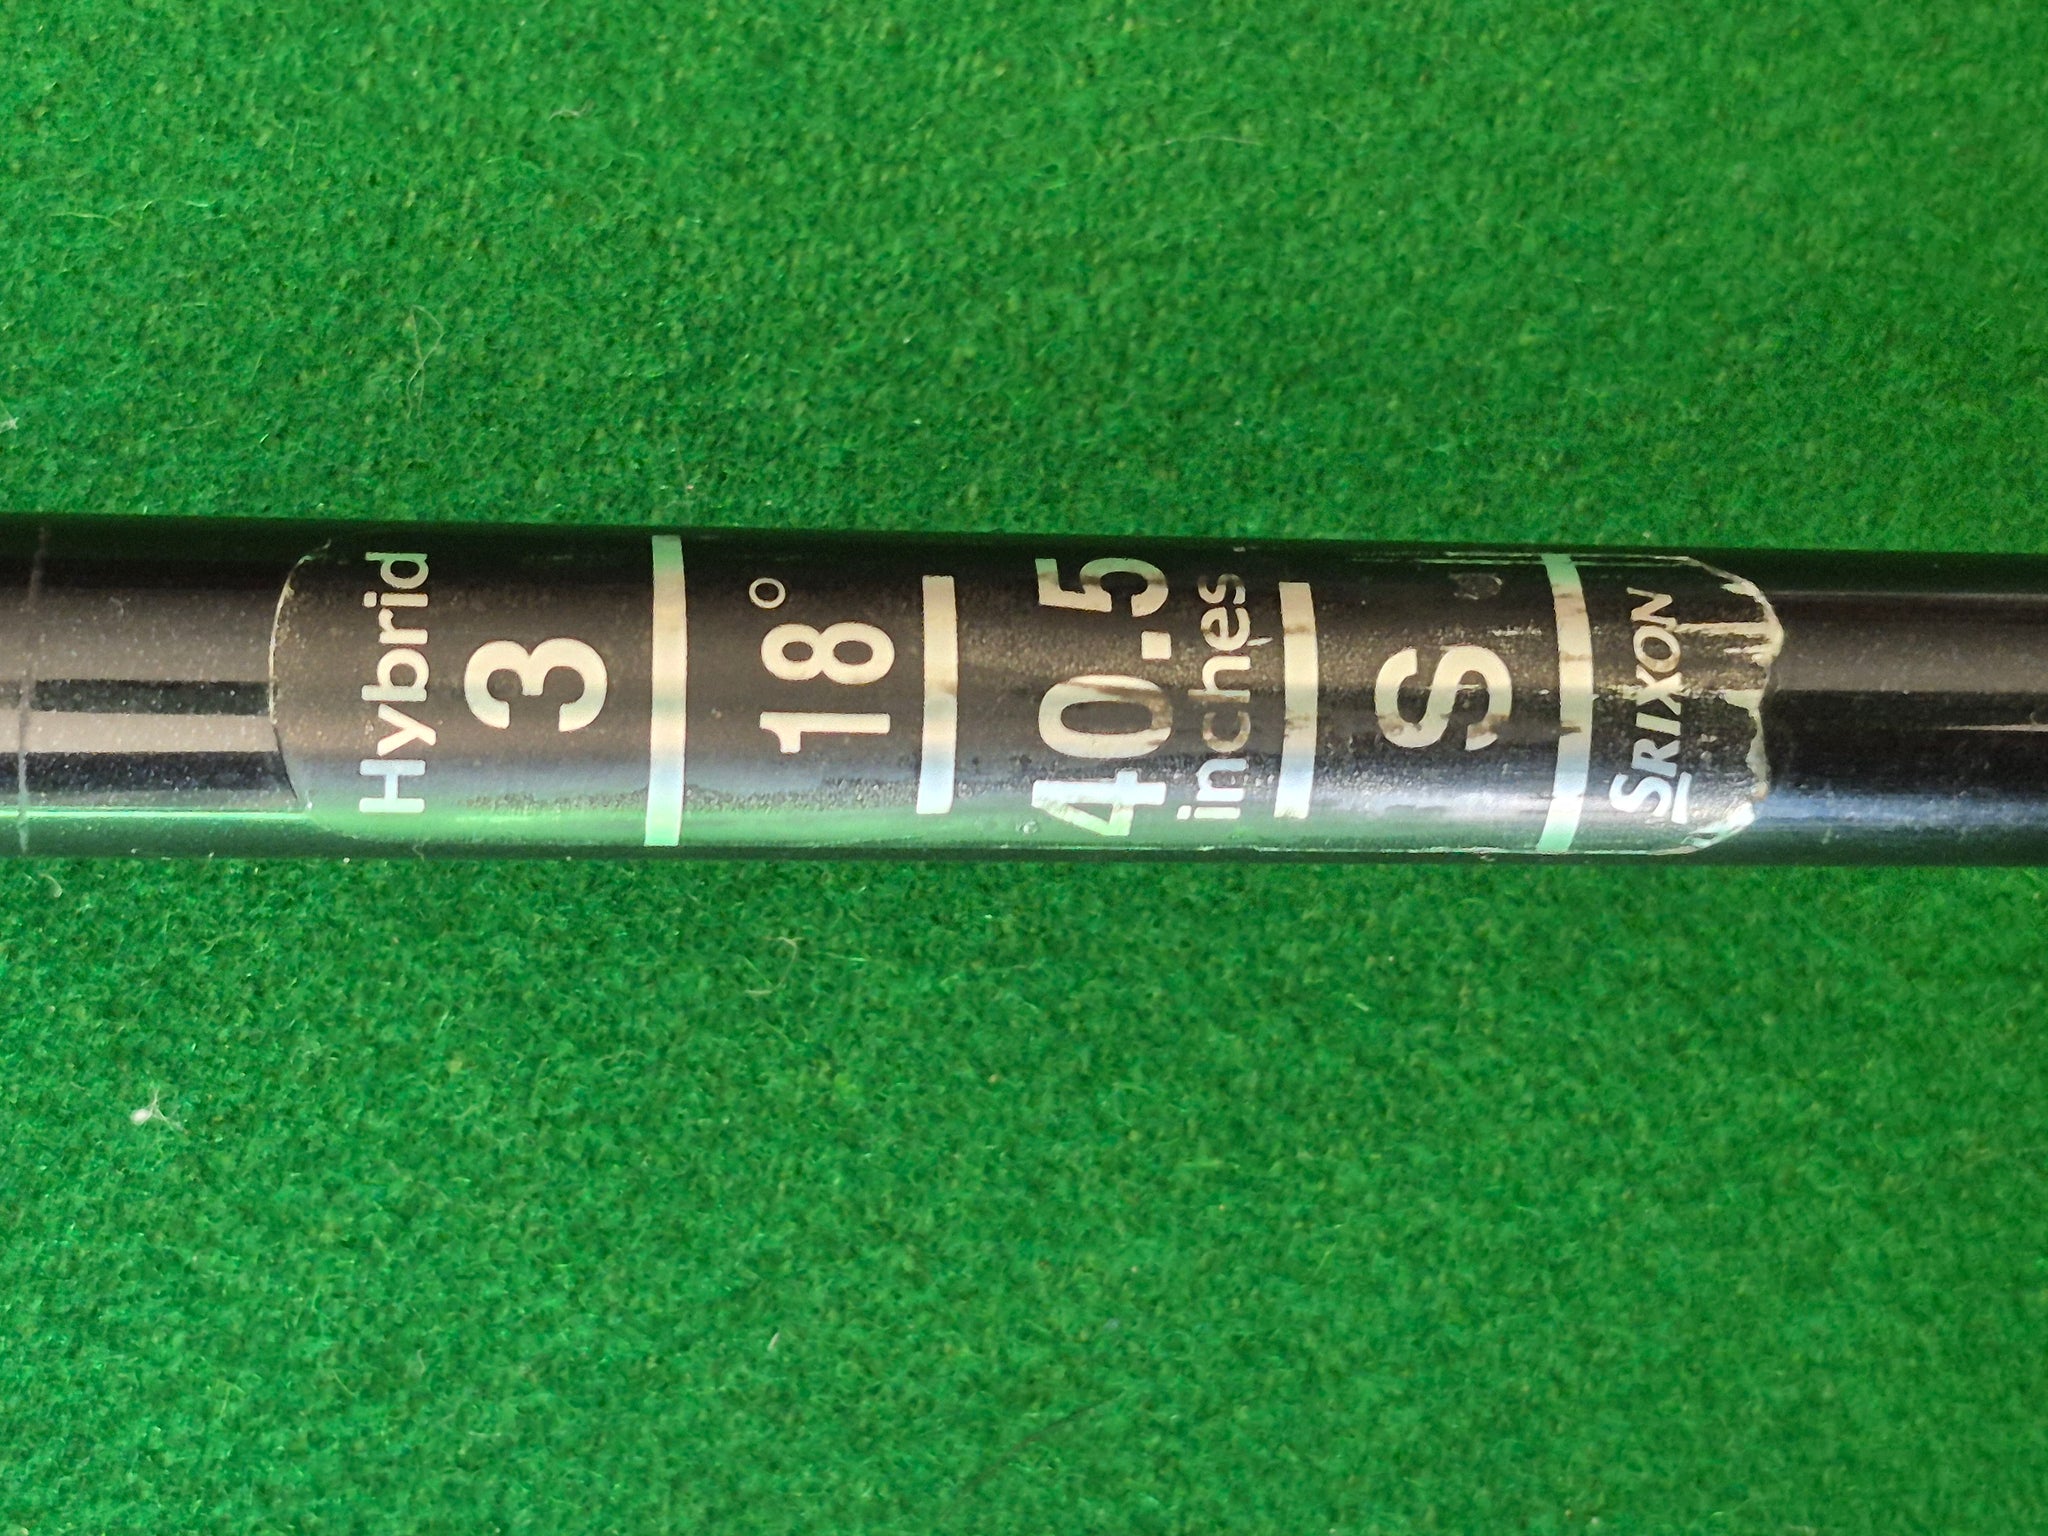 Hybrid
3
18°
40.5
inches
S
SRIXON